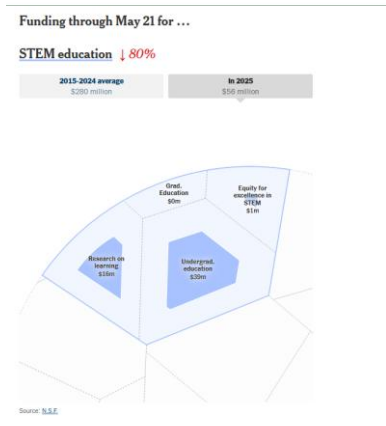 Funding through May 21 for ...
STEM education ↓ 80%
2015-2024 average
$280 million
In 2025
$56 million
Grad.
Education
$0m
Equity for
excellence in
STEM
$1m
Research on
learning
$16m
Undergrad.
education
$39m
Source: N.S.F.